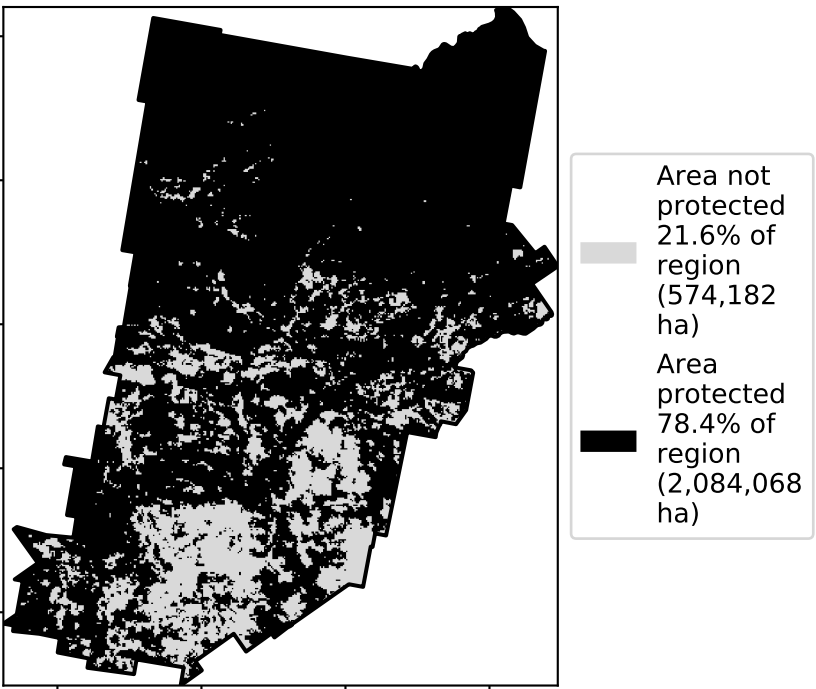 Area not
protected
21.6% of
region
(574,182
ha)
Area
protected
78.4% of
region
(2,084,068
ha)